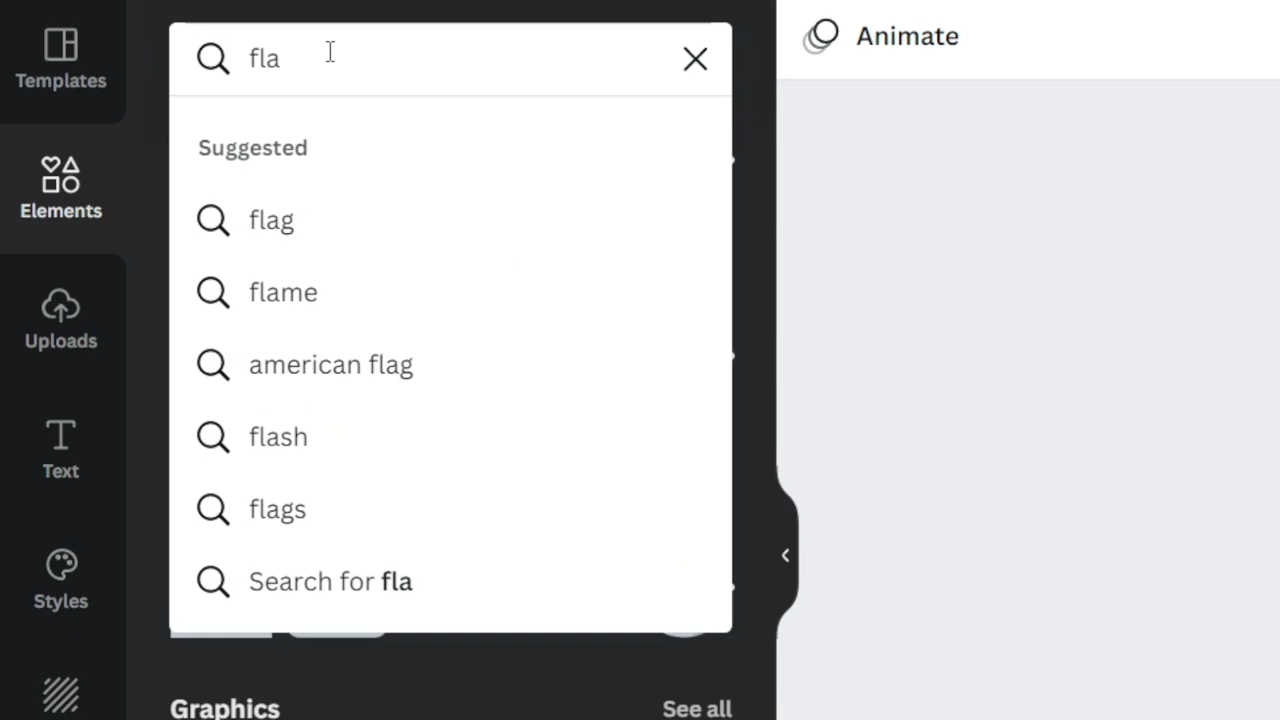 Templates
Elements
Uploads
Text
Styles
fla
Suggested
flag
flame
american flag
flash
flags
Search for fla
Graphics
See all
Animate